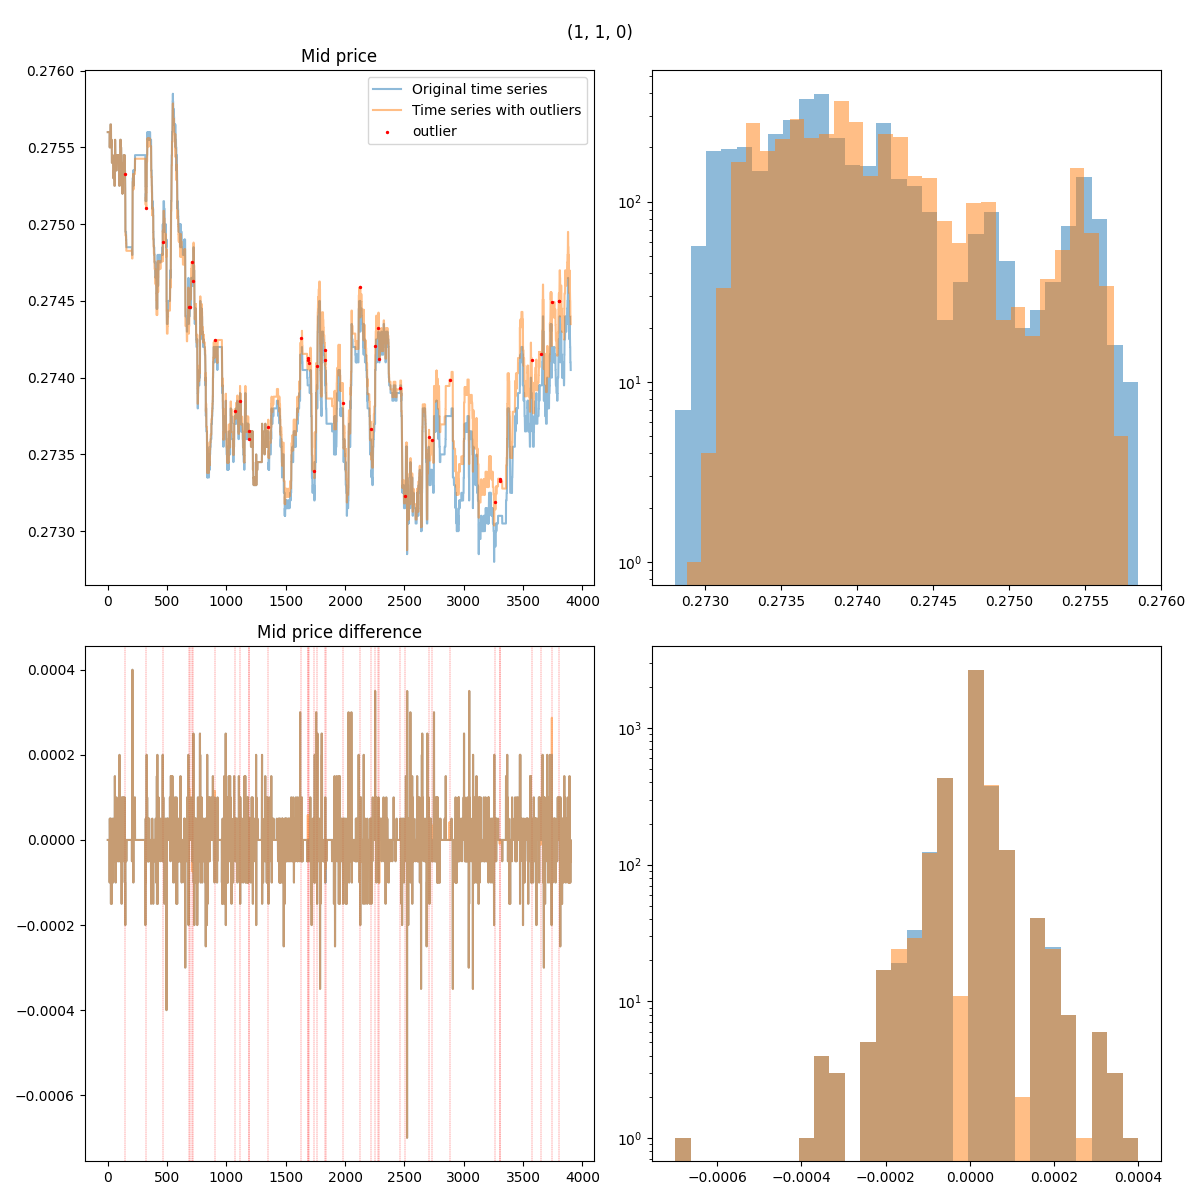 (1, 1, 0)
Mid price
0.2760
0.2755
0.2750
0.2745
0.2740
0.2735
0.2730
Original time series
Time series with outliers
outlier
0 500 1000 1500 2000 2500 3000 3500 4000
10²
10¹
10⁰
0.2730 0.2735 0.2740 0.2745 0.2750 0.2755 0.2760
Mid price difference
0.0004
0.0002
0.0000
−0.0002
−0.0004
−0.0006
0 500 1000 1500 2000 2500 3000 3500 4000
10³
10²
10¹
10⁰
−0.0006 −0.0004 −0.0002 0.0000 0.0002 0.0004